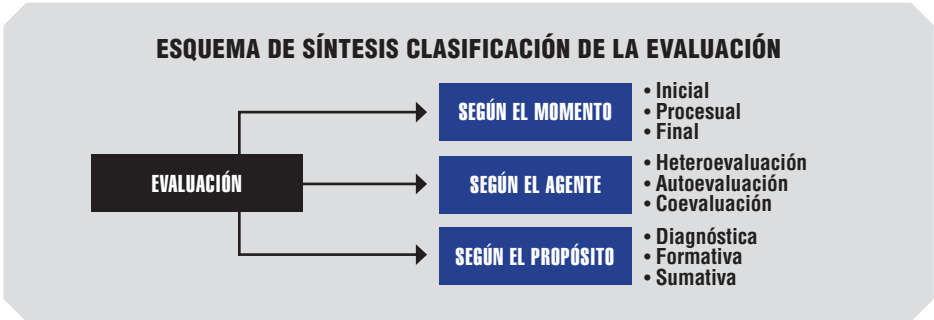 ESQUEMA DE SÍNTESIS CLASIFICACIÓN DE LA EVALUACIÓN
EVALUACIÓN
SEGÚN EL MOMENTO
• Inicial
• Procesual
• Final
SEGÚN EL AGENTE
• Heteroevaluación
• Autoevaluación
• Coevaluación
SEGÚN EL PROPÓSITO
• Diagnóstica
• Formativa
• Sumativa